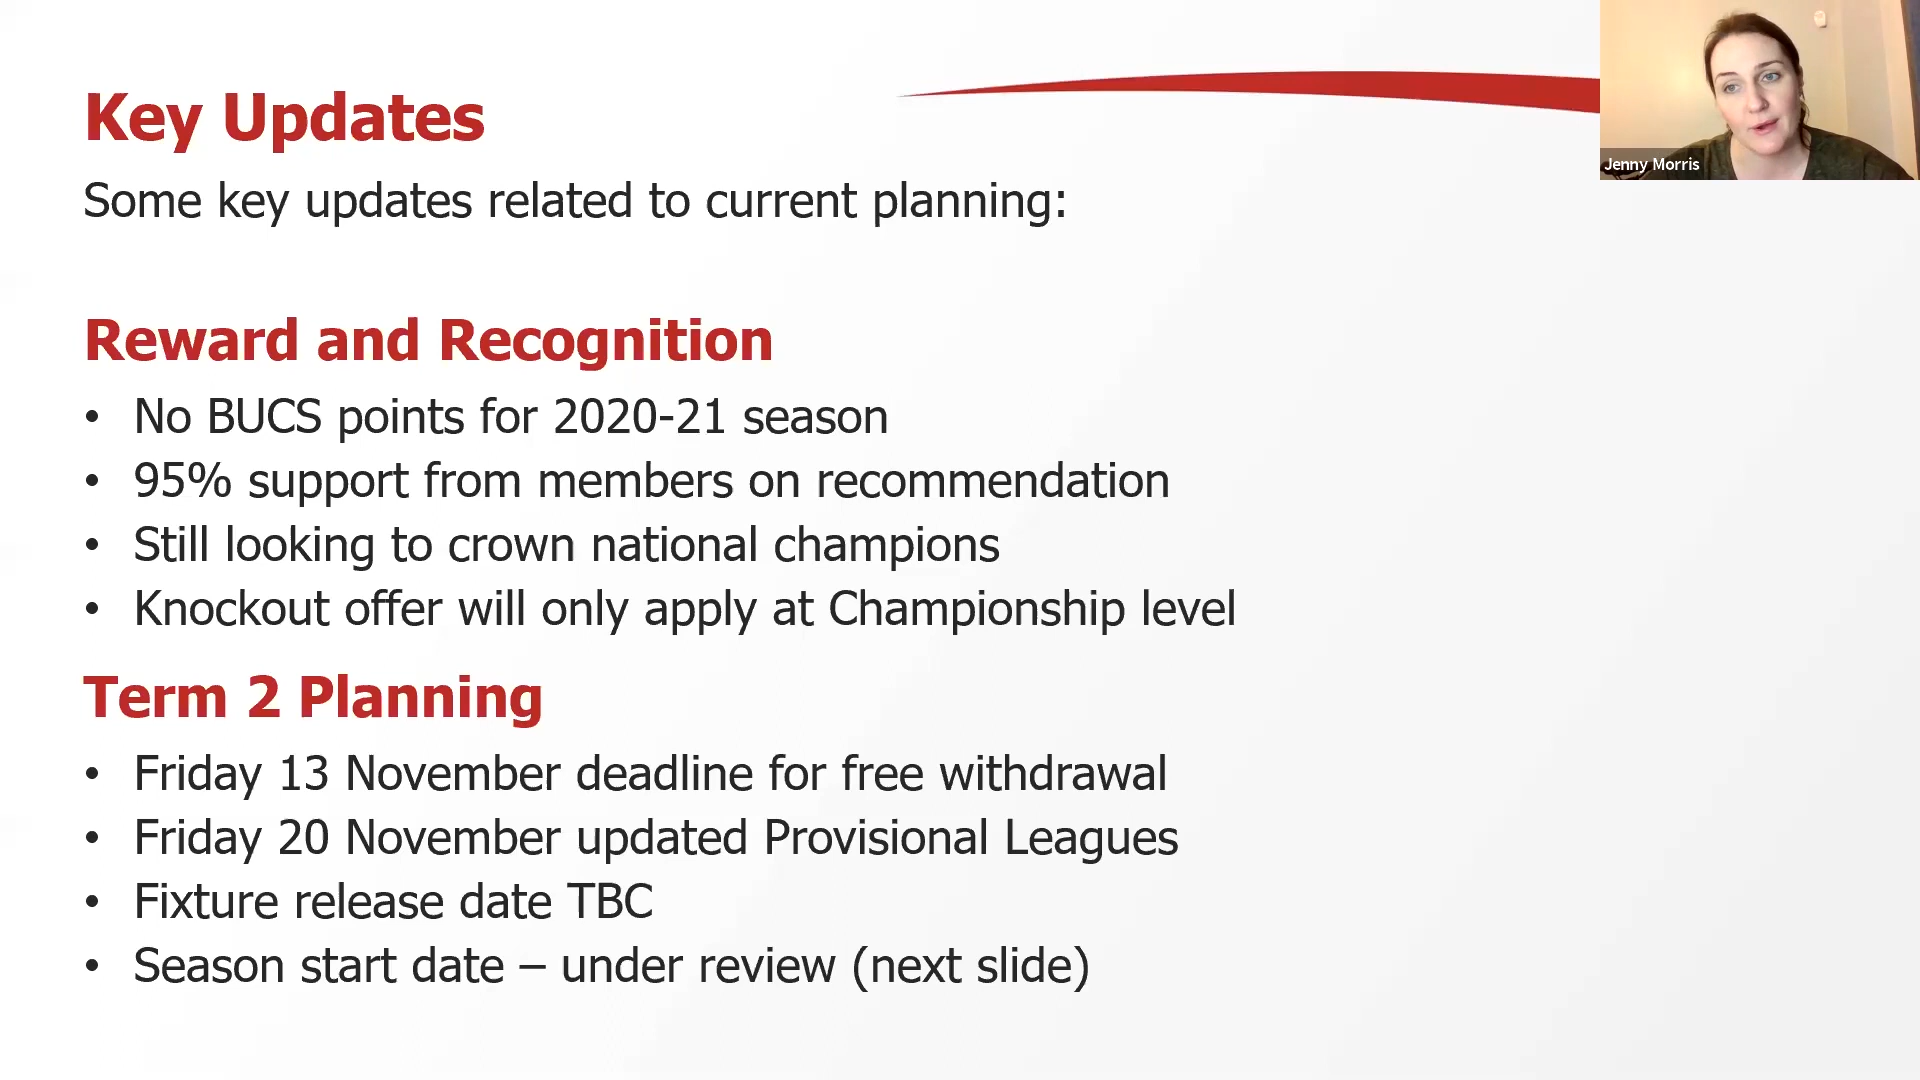 Key Updates
Jenny Morris
Some key updates related to current planning:
Reward and Recognition
• No BUCS points for 2020-21 season
• 95% support from members on recommendation
• Still looking to crown national champions
• Knockout offer will only apply at Championship level
Term 2 Planning
• Friday 13 November deadline for free withdrawal
• Friday 20 November updated Provisional Leagues
• Fixture release date TBC
• Season start date – under review (next slide)